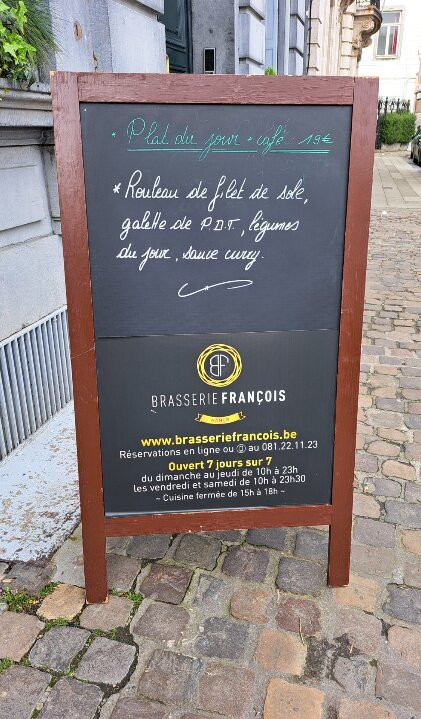 * Plat du jour + café 19€
* Rouleau de filet de sole,
galette de P.D.T., légumes
du jour, sauce curry.
BF
BRASSERIE FRANÇOIS
NAMUR
www.brasseriefrancois.be
Réservations en ligne ou au 081.22.11.23
Ouvert 7 jours sur 7
du dimanche au jeudi de 10h à 23h
les vendredi et samedi de 10h à 23h30
~ Cuisine fermée de 15h à 18h ~